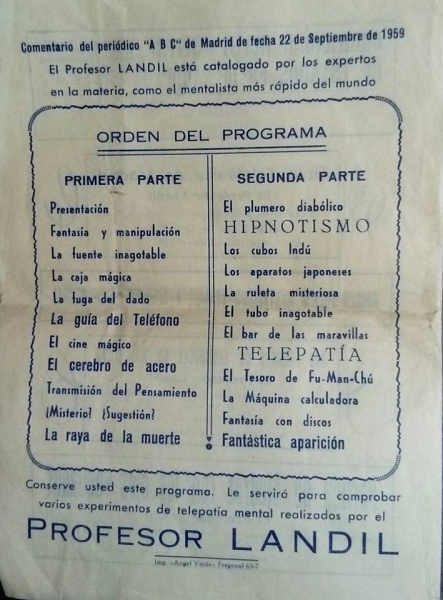 Comentario del periódico "A B C" de Madrid de fecha 22 de Septiembre de 1959
El Profesor LANDIL está catalogado por los expertos
en la materia, como el mentalista más rápido del mundo
ORDEN DEL PROGRAMA
PRIMERA PARTE
Presentación
Fantasía y manipulación
La fuente inagotable
La caja mágica
La fuga del dado
La guía del Teléfono
El cine mágico
El cerebro de acero
Transmisión del Pensamiento
¿Misterio? ¿Sugestión?
La raya de la muerte
SEGUNDA PARTE
El plumero diabólico
HIPNOTISMO
Los cubos Indú
Los aparatos japoneses
La ruleta misteriosa
El tubo inagotable
El bar de las maravillas
TELEPATÍA
El Tesoro de Fu-Man-Chú
La Máquina calculadora
Fantasía con discos
Fantástica aparición
Conserve usted este programa. Le servirá para comprobar
varios experimentos de telepatía mental realizados por el
PROFESOR LANDIL
Imp. «Angel Verde» Fregenal 63-7